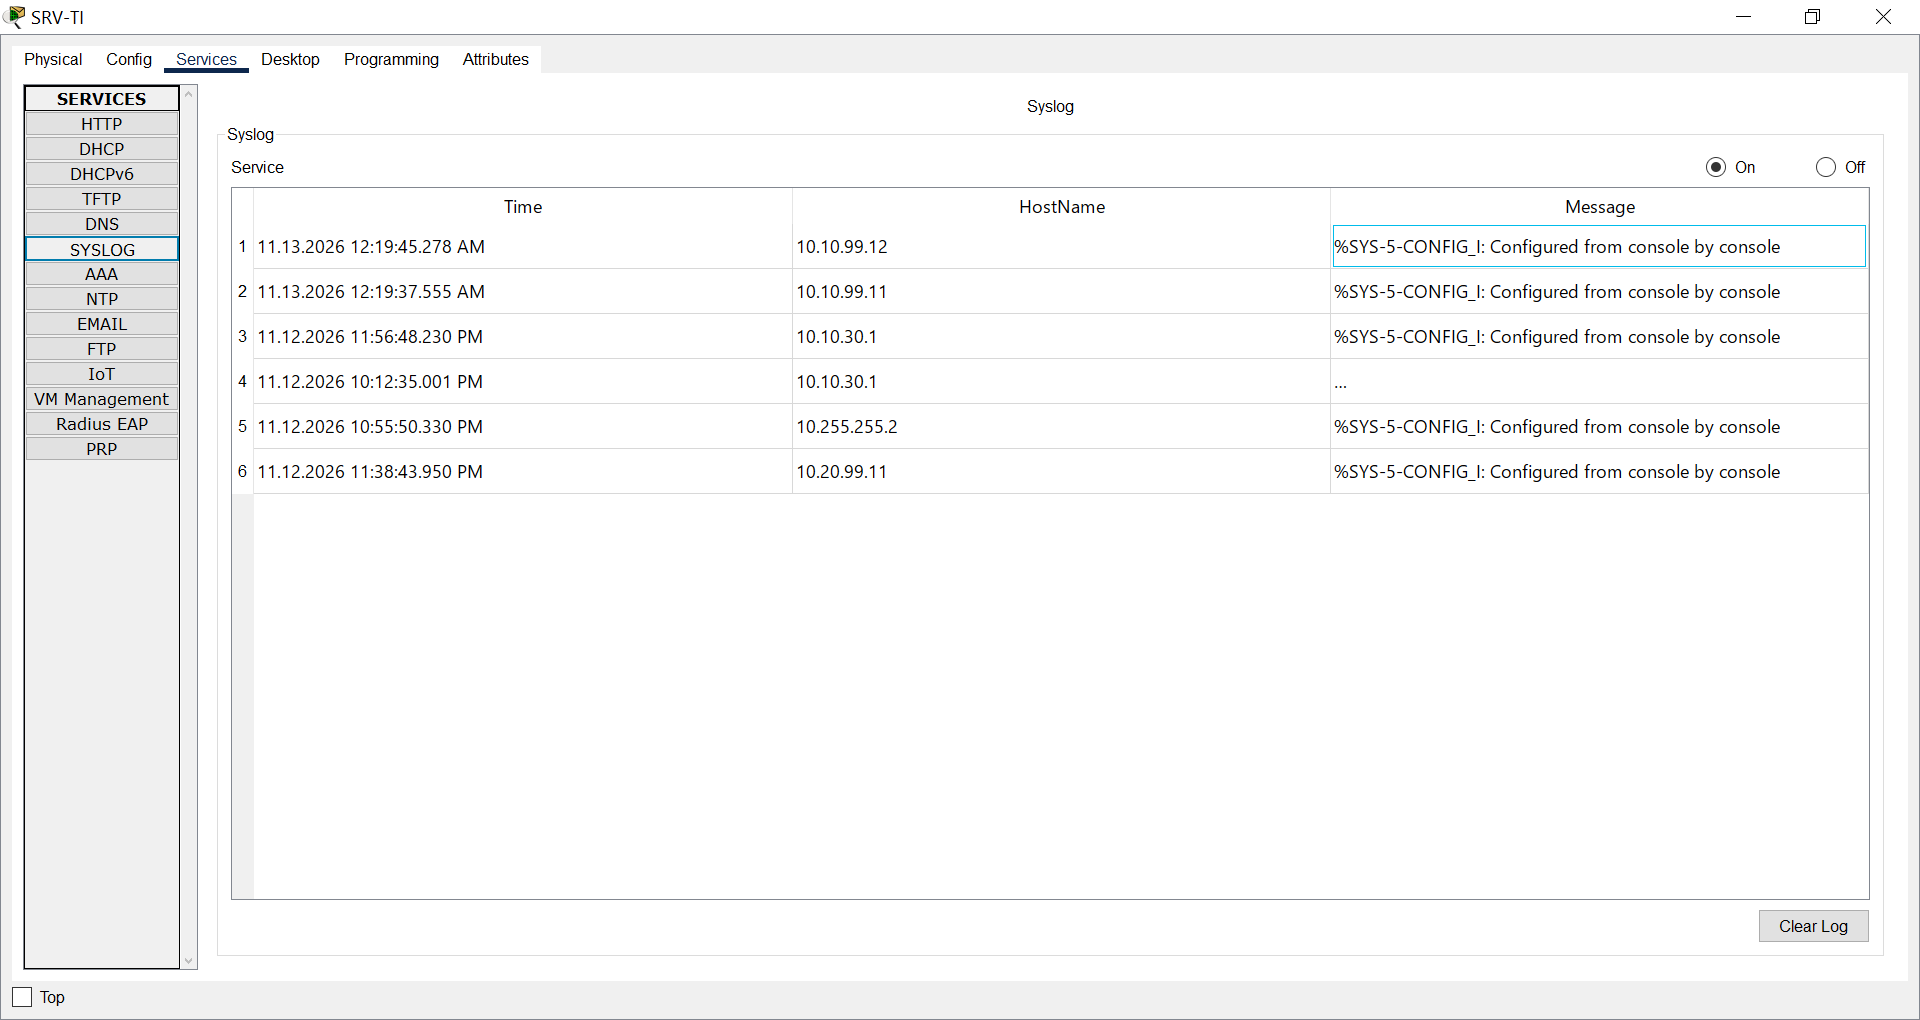 SRV-TI
Physical Config Services Desktop Programming Attributes
SERVICES
HTTP
DHCP
DHCPv6
TFTP
DNS
SYSLOG
AAA
NTP
EMAIL
FTP
IoT
VM Management
Radius EAP
PRP
Syslog
Syslog
Service On Off
Time HostName Message
1 11.13.2026 12:19:45.278 AM 10.10.99.12 %SYS-5-CONFIG_I: Configured from console by console
2 11.13.2026 12:19:37.555 AM 10.10.99.11 %SYS-5-CONFIG_I: Configured from console by console
3 11.12.2026 11:56:48.230 PM 10.10.30.1 %SYS-5-CONFIG_I: Configured from console by console
4 11.12.2026 10:12:35.001 PM 10.10.30.1 ...
5 11.12.2026 10:55:50.330 PM 10.255.255.2 %SYS-5-CONFIG_I: Configured from console by console
6 11.12.2026 11:38:43.950 PM 10.20.99.11 %SYS-5-CONFIG_I: Configured from console by console
Clear Log
Top